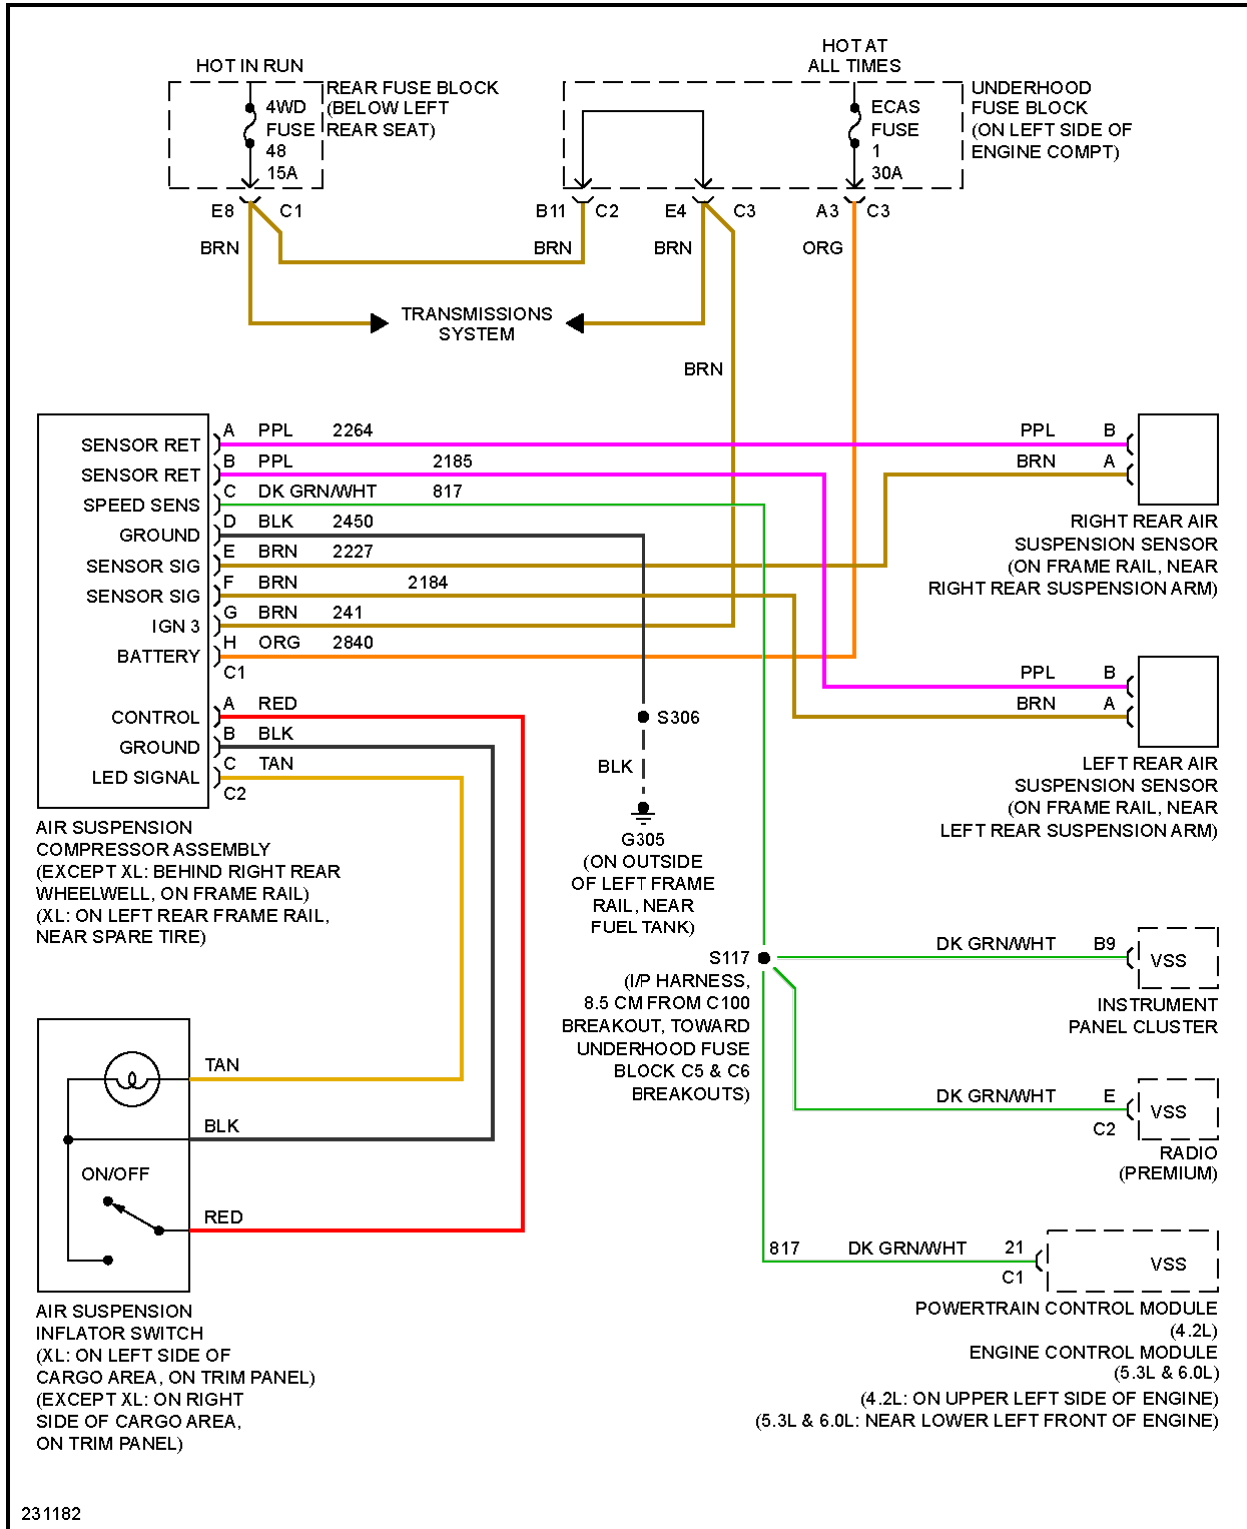 HOT IN RUN
REAR FUSE BLOCK
(BELOW LEFT
REAR SEAT)
4WD
FUSE
48
15A
HOT AT
ALL TIMES
UNDERHOOD
FUSE BLOCK
(ON LEFT SIDE OF
ENGINE COMPT)
ECAS
FUSE
1
30A
E8 C1
B11 C2
E4 C3
A3 C3
BRN
BRN
BRN
ORG
TRANSMISSIONS
SYSTEM
BRN
SENSOR RET A PPL 2264
SENSOR RET B PPL 2185
SPEED SENS C DK GRN/WHT 817
GROUND D BLK 2450
SENSOR SIG E BRN 2227
SENSOR SIG F BRN 2184
IGN 3 G BRN 241
BATTERY H ORG 2840
C1
CONTROL A RED
GROUND B BLK
LED SIGNAL C TAN
C2
AIR SUSPENSION
COMPRESSOR ASSEMBLY
(EXCEPT XL: BEHIND RIGHT REAR
WHEELWELL, ON FRAME RAIL)
(XL: ON LEFT REAR FRAME RAIL,
NEAR SPARE TIRE)
PPL B
BRN A
RIGHT REAR AIR
SUSPENSION SENSOR
(ON FRAME RAIL, NEAR
RIGHT REAR SUSPENSION ARM)
PPL B
BRN A
LEFT REAR AIR
SUSPENSION SENSOR
(ON FRAME RAIL, NEAR
LEFT REAR SUSPENSION ARM)
S306
BLK
G305
(ON OUTSIDE
OF LEFT FRAME
RAIL, NEAR
FUEL TANK)
S117
(I/P HARNESS,
8.5 CM FROM C100
BREAKOUT, TOWARD
UNDERHOOD FUSE
BLOCK C5 & C6
BREAKOUTS)
DK GRN/WHT B9
VSS
INSTRUMENT
PANEL CLUSTER
DK GRN/WHT E
C2
VSS
RADIO
(PREMIUM)
817 DK GRN/WHT 21
C1
VSS
POWERTRAIN CONTROL MODULE
(4.2L)
ENGINE CONTROL MODULE
(5.3L & 6.0L)
(4.2L: ON UPPER LEFT SIDE OF ENGINE)
(5.3L & 6.0L: NEAR LOWER LEFT FRONT OF ENGINE)
TAN
BLK
ON/OFF
RED
AIR SUSPENSION
INFLATOR SWITCH
(XL: ON LEFT SIDE OF
CARGO AREA, ON TRIM PANEL)
(EXCEPT XL: ON RIGHT
SIDE OF CARGO AREA,
ON TRIM PANEL)
231182